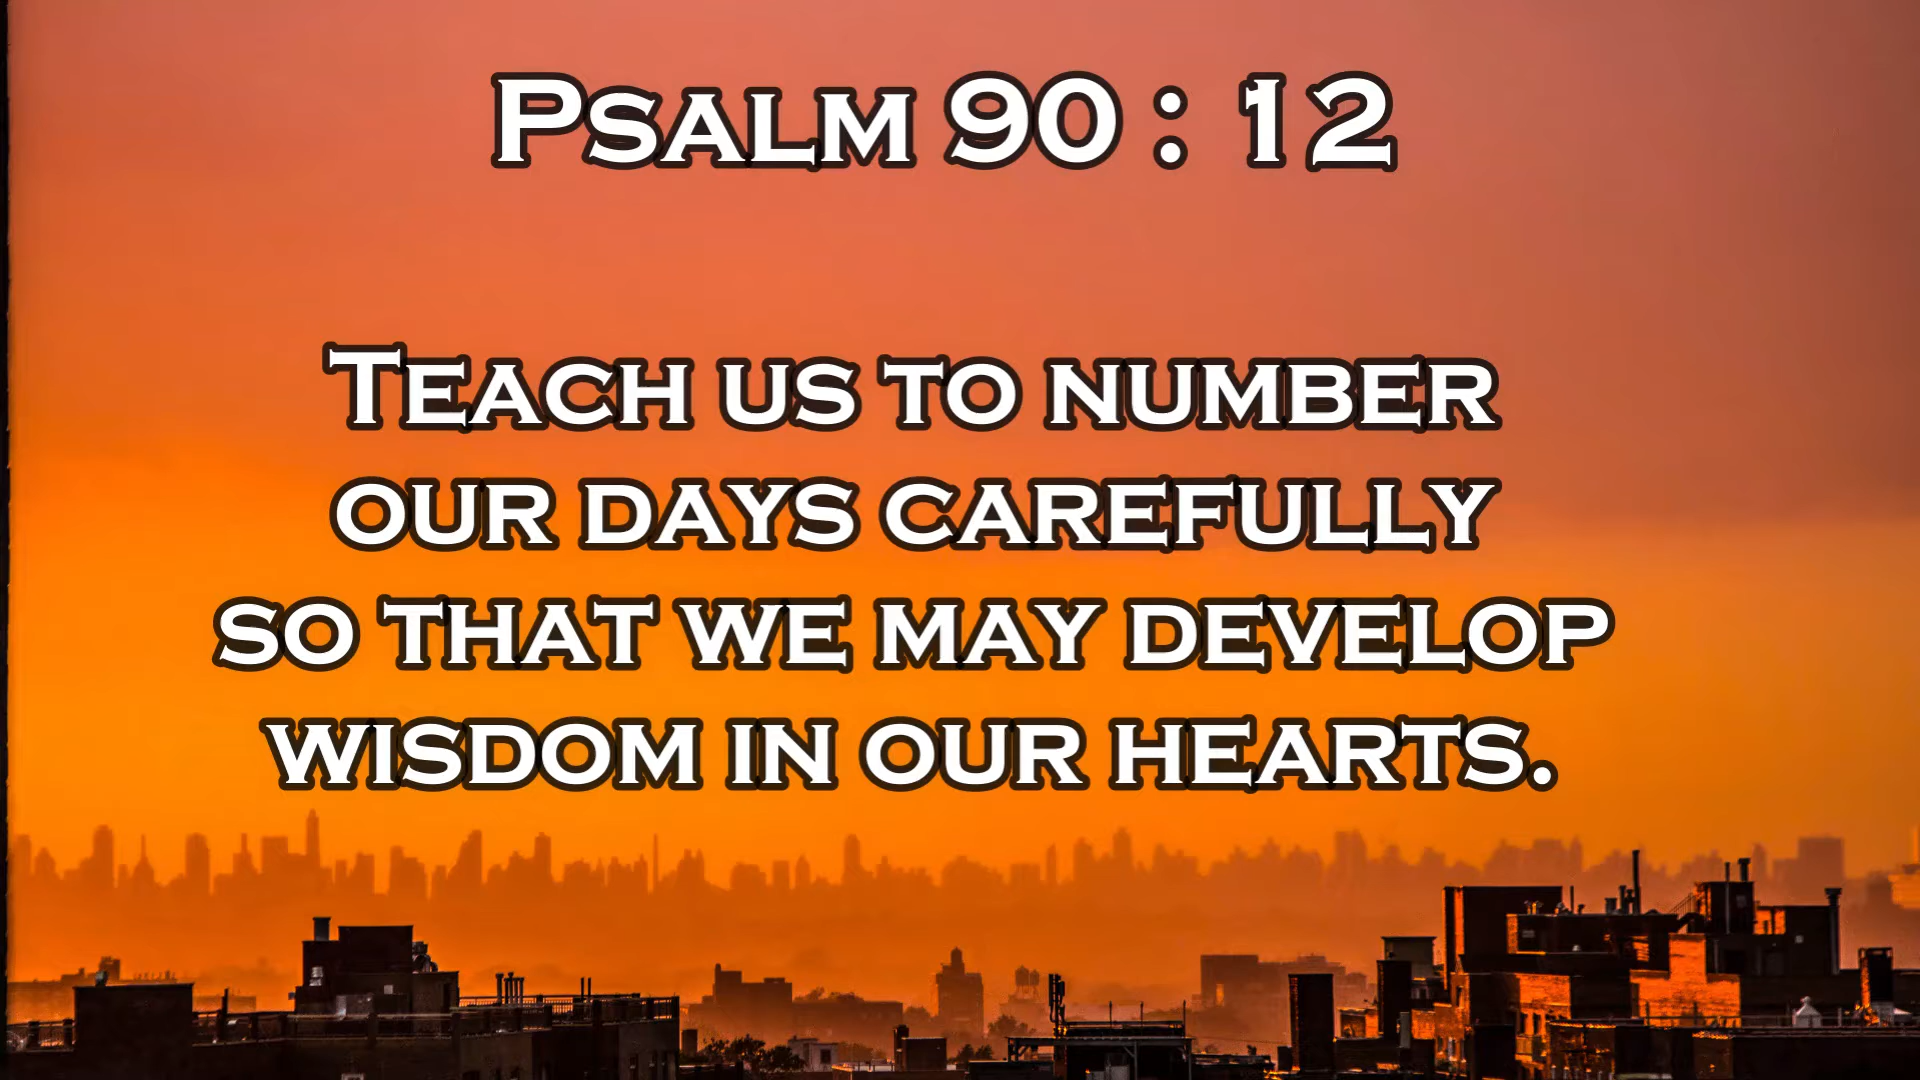 Psalm 90 : 12
Teach us to number
our days carefully
so that we may develop
wisdom in our hearts.